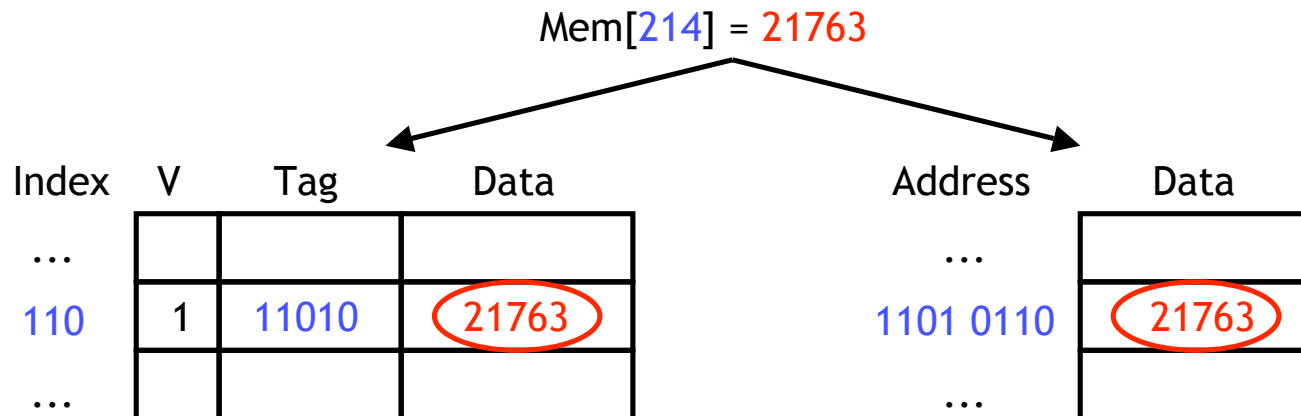 Mem[214] = 21763
Index V Tag Data Address Data
... ...
110 1 11010 21763 1101 0110 21763
... ...